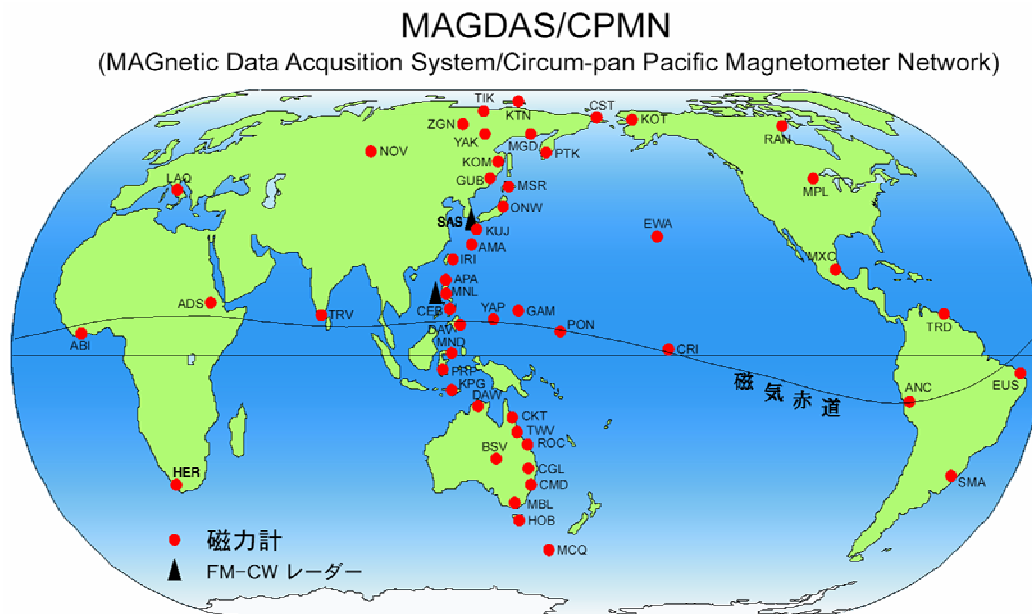 MAGDAS/CPMN
(MAGnetic Data Acqusition System/Circum-pan Pacific Magnetometer Network)
TIK
KTN
CST
KOT
ZGN
YAK
MGD
PTK
RAN
NOV
KOM
GUB
MSR
MPL
LAQ
ONW
SAS
KUJ
EWA
AMA
IRI
MXC
APA
MNL
ADS
CEB
YAP
GAM
TRV
TRD
DAV
PON
ABI
MND
CRI
PRP
KPG
磁気赤道
ANC
EUS
DAW
CKT
TWV
ROC
BSV
CGL
HER
CMD
SMA
MBL
HOB
磁力計
MCQ
FM-CW レーダー